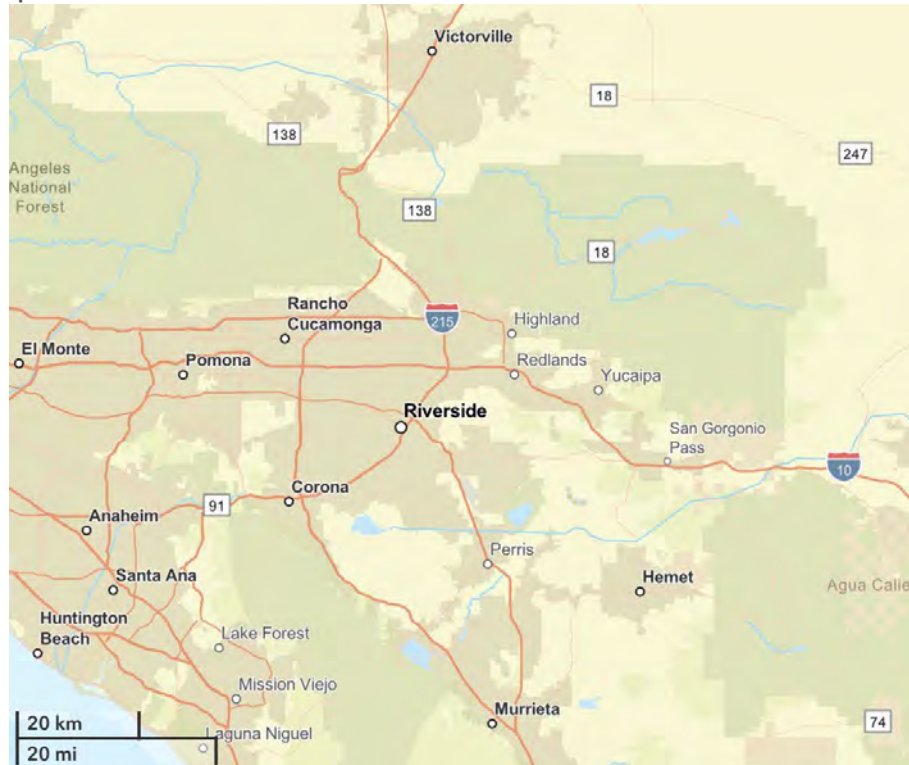 Victorville
18
138
247
Angeles
National
Forest
138
18
Rancho
Cucamonga
215
Highland
El Monte
Pomona
Redlands
Yucaipa
Riverside
San Gorgonio
Pass
10
Corona
91
Anaheim
Perris
Santa Ana
Hemet
Agua Calie
Huntington
Beach
Lake Forest
Mission Viejo
Murrieta
74
20 km
Laguna Niguel
20 mi